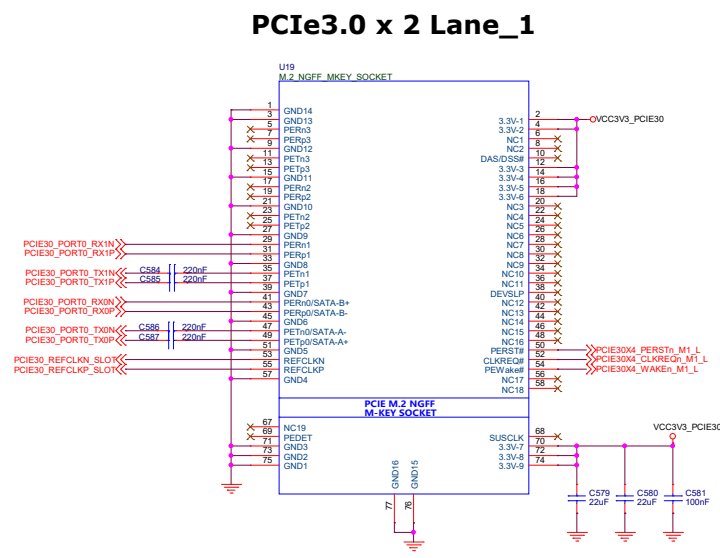 PCIe3.0 x 2 Lane_1
U19
M.2_NGFF_MKEY_SOCKET
1 GND14
3 GND13
5 PERn3
7 PERp3
9 GND12
11 PETn3
13 PETp3
15 GND11
17 PERn2
19 PERp2
21 GND10
23 PETn2
25 PETp2
27 GND9
PCIE30_PORT0_RX1N 29 PERn1
PCIE30_PORT0_RX1P 31 PERp1
33 GND8
PCIE30_PORT0_TX1N C584 220nF 35 PETn1
PCIE30_PORT0_TX1P C585 220nF 37 PETp1
39 GND7
PCIE30_PORT0_RX0N 41 PERn0/SATA-B+
PCIE30_PORT0_RX0P 43 PERp0/SATA-B-
45 GND6
PCIE30_PORT0_TX0N C586 220nF 47 PETn0/SATA-A-
PCIE30_PORT0_TX0P C587 220nF 49 PETp0/SATA-A+
51 GND5
PCIE30_REFCLKN_SLOT 53 REFCLKN
PCIE30_REFCLKP_SLOT 55 REFCLKP
57 GND4
3.3V-1 2 VCC3V3_PCIE30
3.3V-2 4
NC1 6
NC2 8
DAS/DSS# 10
3.3V-3 12
3.3V-4 14
3.3V-5 16
3.3V-6 18
NC3 20
NC4 22
NC5 24
NC6 26
NC7 28
NC8 30
NC9 32
NC10 34
NC11 36
DEVSLP 38
NC12 40
NC13 42
NC14 44
NC15 46
NC16 48
PERST# 50 PCIE30X4_PERSTn_M1_L
CLKREQ# 52 PCIE30X4_CLKREQn_M1_L
PEWake# 54 PCIE30X4_WAKEn_M1_L
NC17 56
NC18 58
PCIE M.2 NGFF
M-KEY SOCKET
67 NC19
69 PEDET
71 GND3
73 GND2
75 GND1
SUSCLK 68
3.3V-7 70
3.3V-8 72
3.3V-9 74
VCC3V3_PCIE30
GND16 77
GND15 76
C579
22uF
C580
22uF
C581
100nF